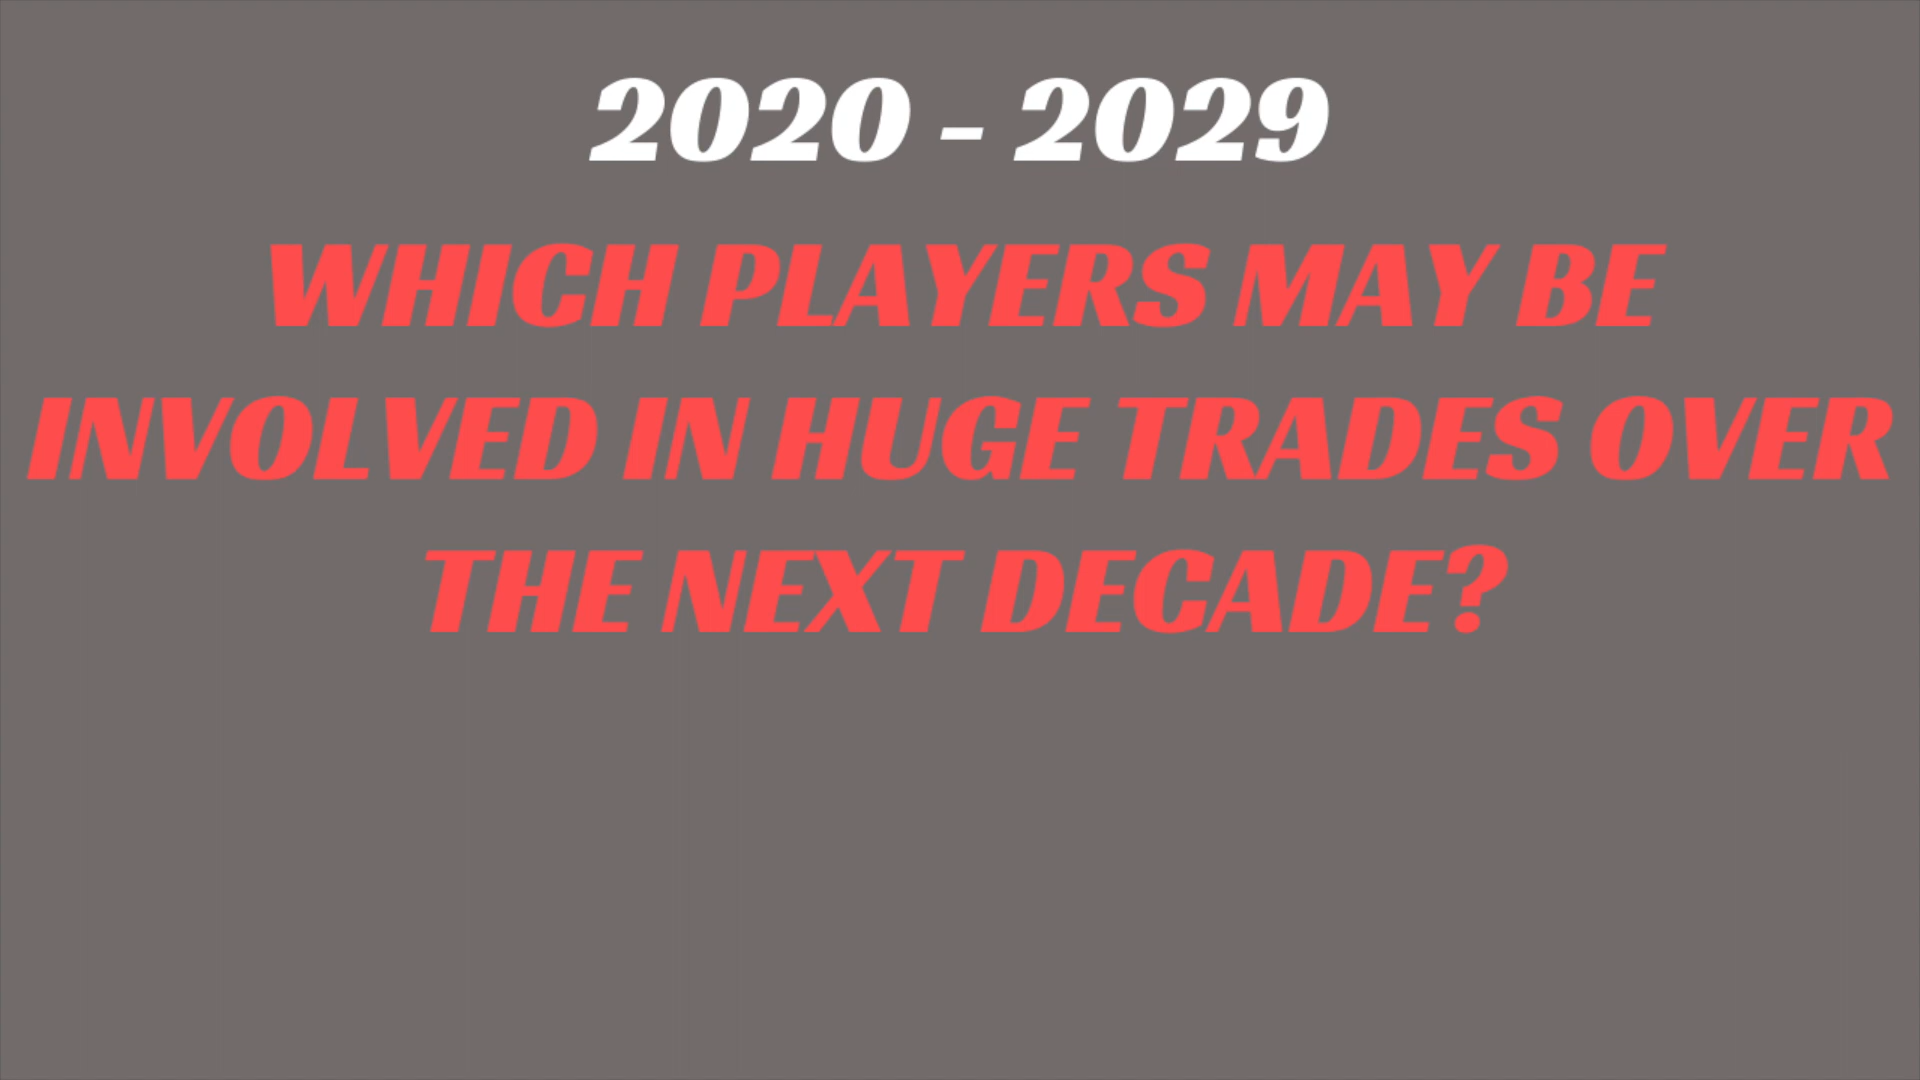 2020 - 2029
WHICH PLAYERS MAY BE
INVOLVED IN HUGE TRADES OVER
THE NEXT DECADE?